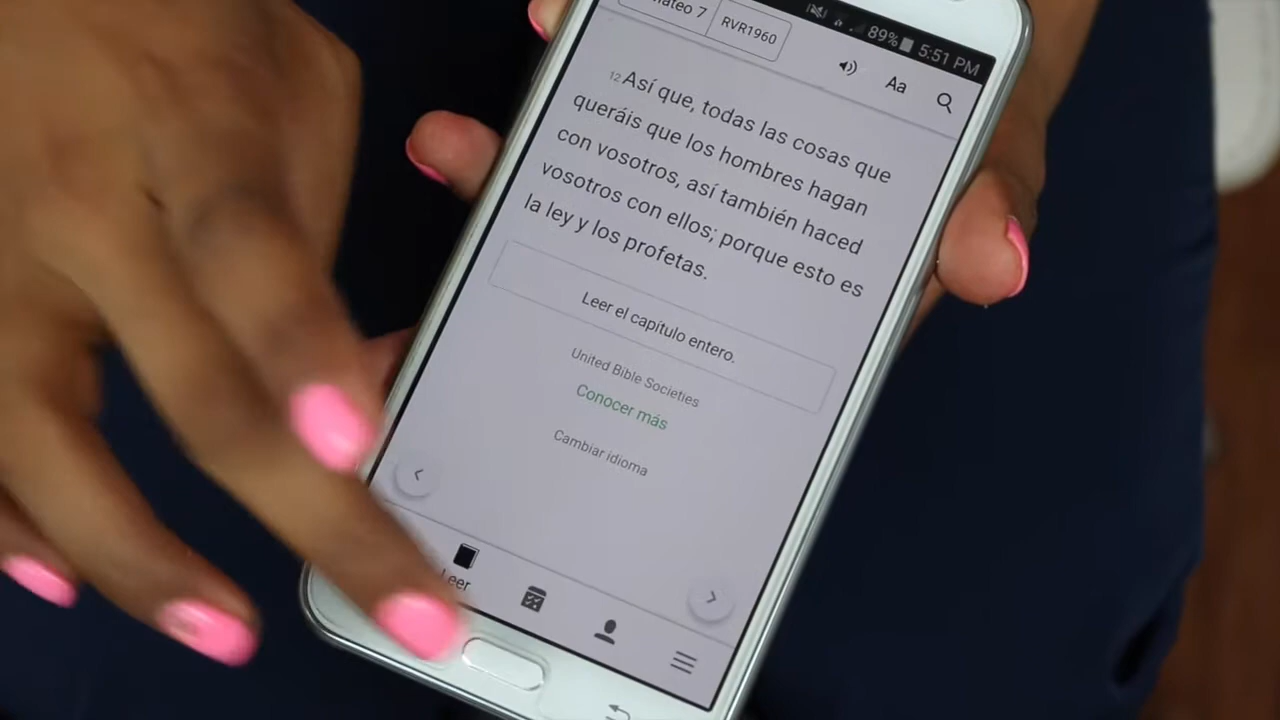 89% 5:51 PM
ateo 7 RVR1960
Aa
12 Así que, todas las cosas que
queráis que los hombres hagan
con vosotros, así también haced
vosotros con ellos; porque esto es
la ley y los profetas.
Leer el capítulo entero.
United Bible Societies
Conocer más
Cambiar idioma
Leer